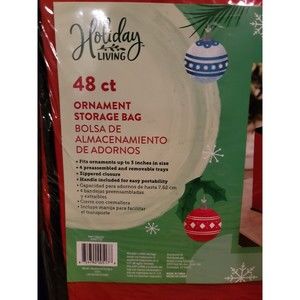 Holiday
LIVING
48 ct
ORNAMENT
STORAGE BAG
BOLSA DE
ALMACENAMIENTO
DE ADORNOS
• Fits ornaments up to 3 inches in size
• 4 preassembled and removable trays
• Zippered closure
• Handle included for easy portability
• Capacidad para adornos de hasta 7.62 cm
• 4 bandejas preensambladas
y extraíbles
• Cierre con cremallera
• Incluye manija para facilitar
el transporte